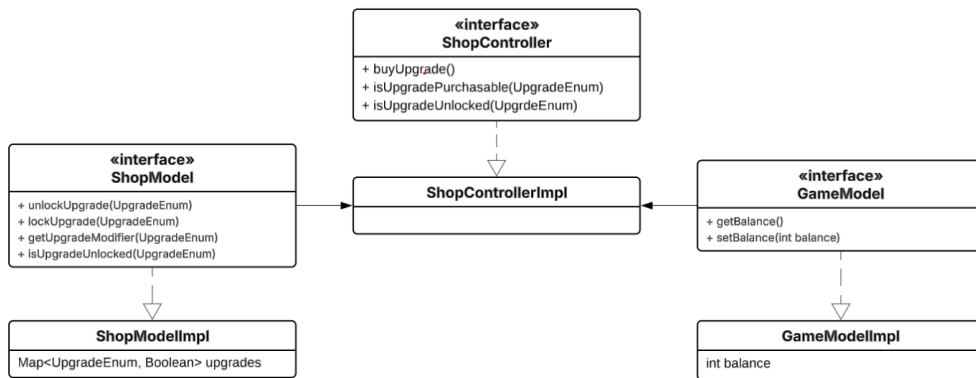 «interface»
ShopController
+ buyUpgrade()
+ isUpgradePurchasable(UpgradeEnum)
+ isUpgradeUnlocked(UpgrdeEnum)
«interface»
ShopModel
+ unlockUpgrade(UpgradeEnum)
+ lockUpgrade(UpgradeEnum)
+ getUpgradeModifier(UpgradeEnum)
+ isUpgradeUnlocked(UpgradeEnum)
ShopControllerImpl
«interface»
GameModel
+ getBalance()
+ setBalance(int balance)
ShopModelImpl
Map<UpgradeEnum, Boolean> upgrades
GameModelImpl
int balance